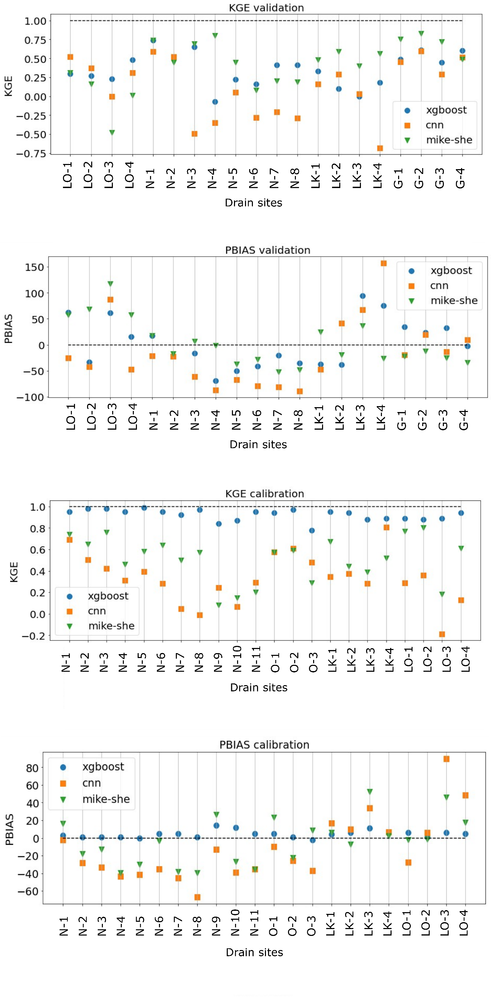 KGE validation
1.00
0.75
0.50
0.25
0.00
−0.25
−0.50
−0.75
KGE
xgboost
cnn
mike-she
LO-1 LO-2 LO-3 LO-4 N-1 N-2 N-3 N-4 N-5 N-6 N-7 N-8 LK-1 LK-2 LK-3 LK-4 G-1 G-2 G-3 G-4
Drain sites
PBIAS validation
150
100
50
0
−50
−100
PBIAS
xgboost
cnn
mike-she
LO-1 LO-2 LO-3 LO-4 N-1 N-2 N-3 N-4 N-5 N-6 N-7 N-8 LK-1 LK-2 LK-3 LK-4 G-1 G-2 G-3 G-4
Drain sites
KGE calibration
1.0
0.8
0.6
0.4
0.2
0.0
−0.2
KGE
xgboost
cnn
mike-she
N-1 N-2 N-3 N-4 N-5 N-6 N-7 N-8 N-9 N-10 N-11 O-1 O-2 O-3 LK-1 LK-2 LK-3 LK-4 LO-1 LO-2 LO-3 LO-4
Drain sites
PBIAS calibration
80
60
40
20
0
−20
−40
−60
PBIAS
xgboost
cnn
mike-she
N-1 N-2 N-3 N-4 N-5 N-6 N-7 N-8 N-9 N-10 N-11 O-1 O-2 O-3 LK-1 LK-2 LK-3 LK-4 LO-1 LO-2 LO-3 LO-4
Drain sites